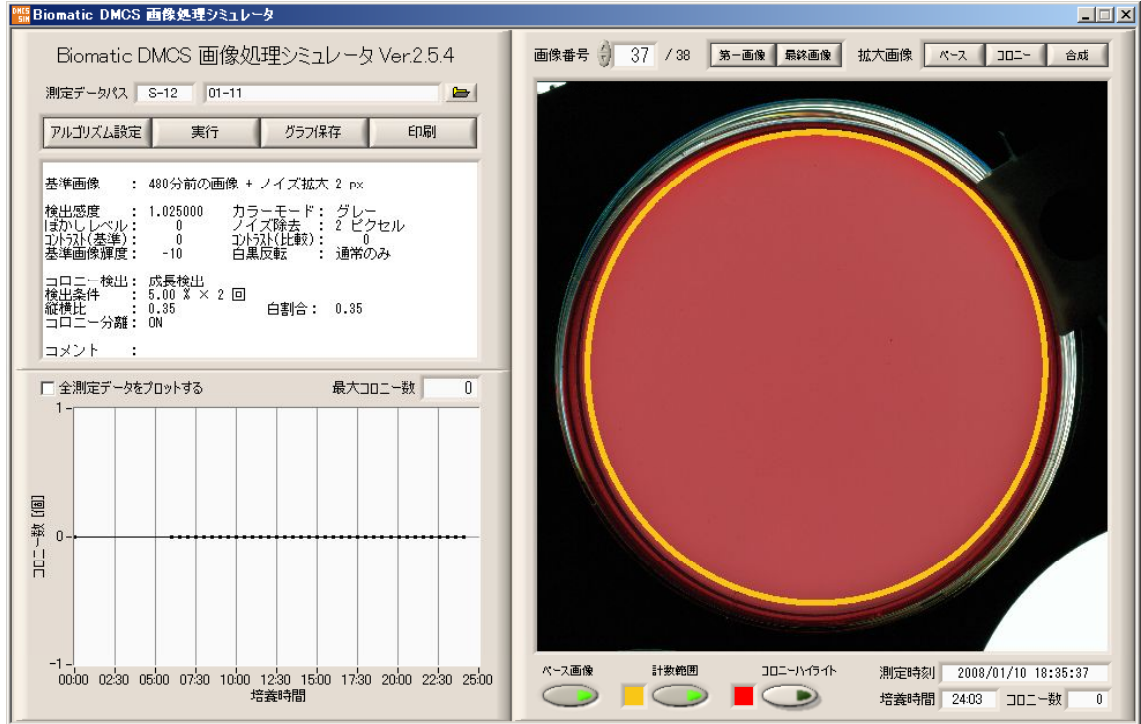 Biomatic DMCS 画像処理シミュレータ
Biomatic DMCS 画像処理シミュレータ Ver.2.5.4
測定データパス S-12 01-11
アルゴリズム設定 実行 グラフ保存 印刷
基準画像 : 480分前の画像 + ノイズ拡大 2 px
検出感度 : 1.025000 カラーモード : グレー
ぼかしレベル : 0 ノイズ除去 : 2 ピクセル
コントラスト(基準) : 0 コントラスト(比較) : 0
基準画像輝度 : -10 白黒反転 : 通常のみ
コロニー検出 : 成長検出
検出条件 : 5.00 % × 2 回
縦横比 : 0.35 白割合 : 0.35
コロニー分離 : ON
コメント :
全測定データをプロットする 最大コロニー数 0
1
0
-1
コロニー数 [個]
00:00 02:30 05:00 07:30 10:00 12:30 15:00 17:30 20:00 22:30 25:00
培養時間
画像番号 37 / 38 第一画像 最終画像 拡大画像 ベース コロニー 合成
ベース画像 計数範囲 コロニーハイライト 測定時刻 2008/01/10 18:35:37
培養時間 24:03 コロニー数 0